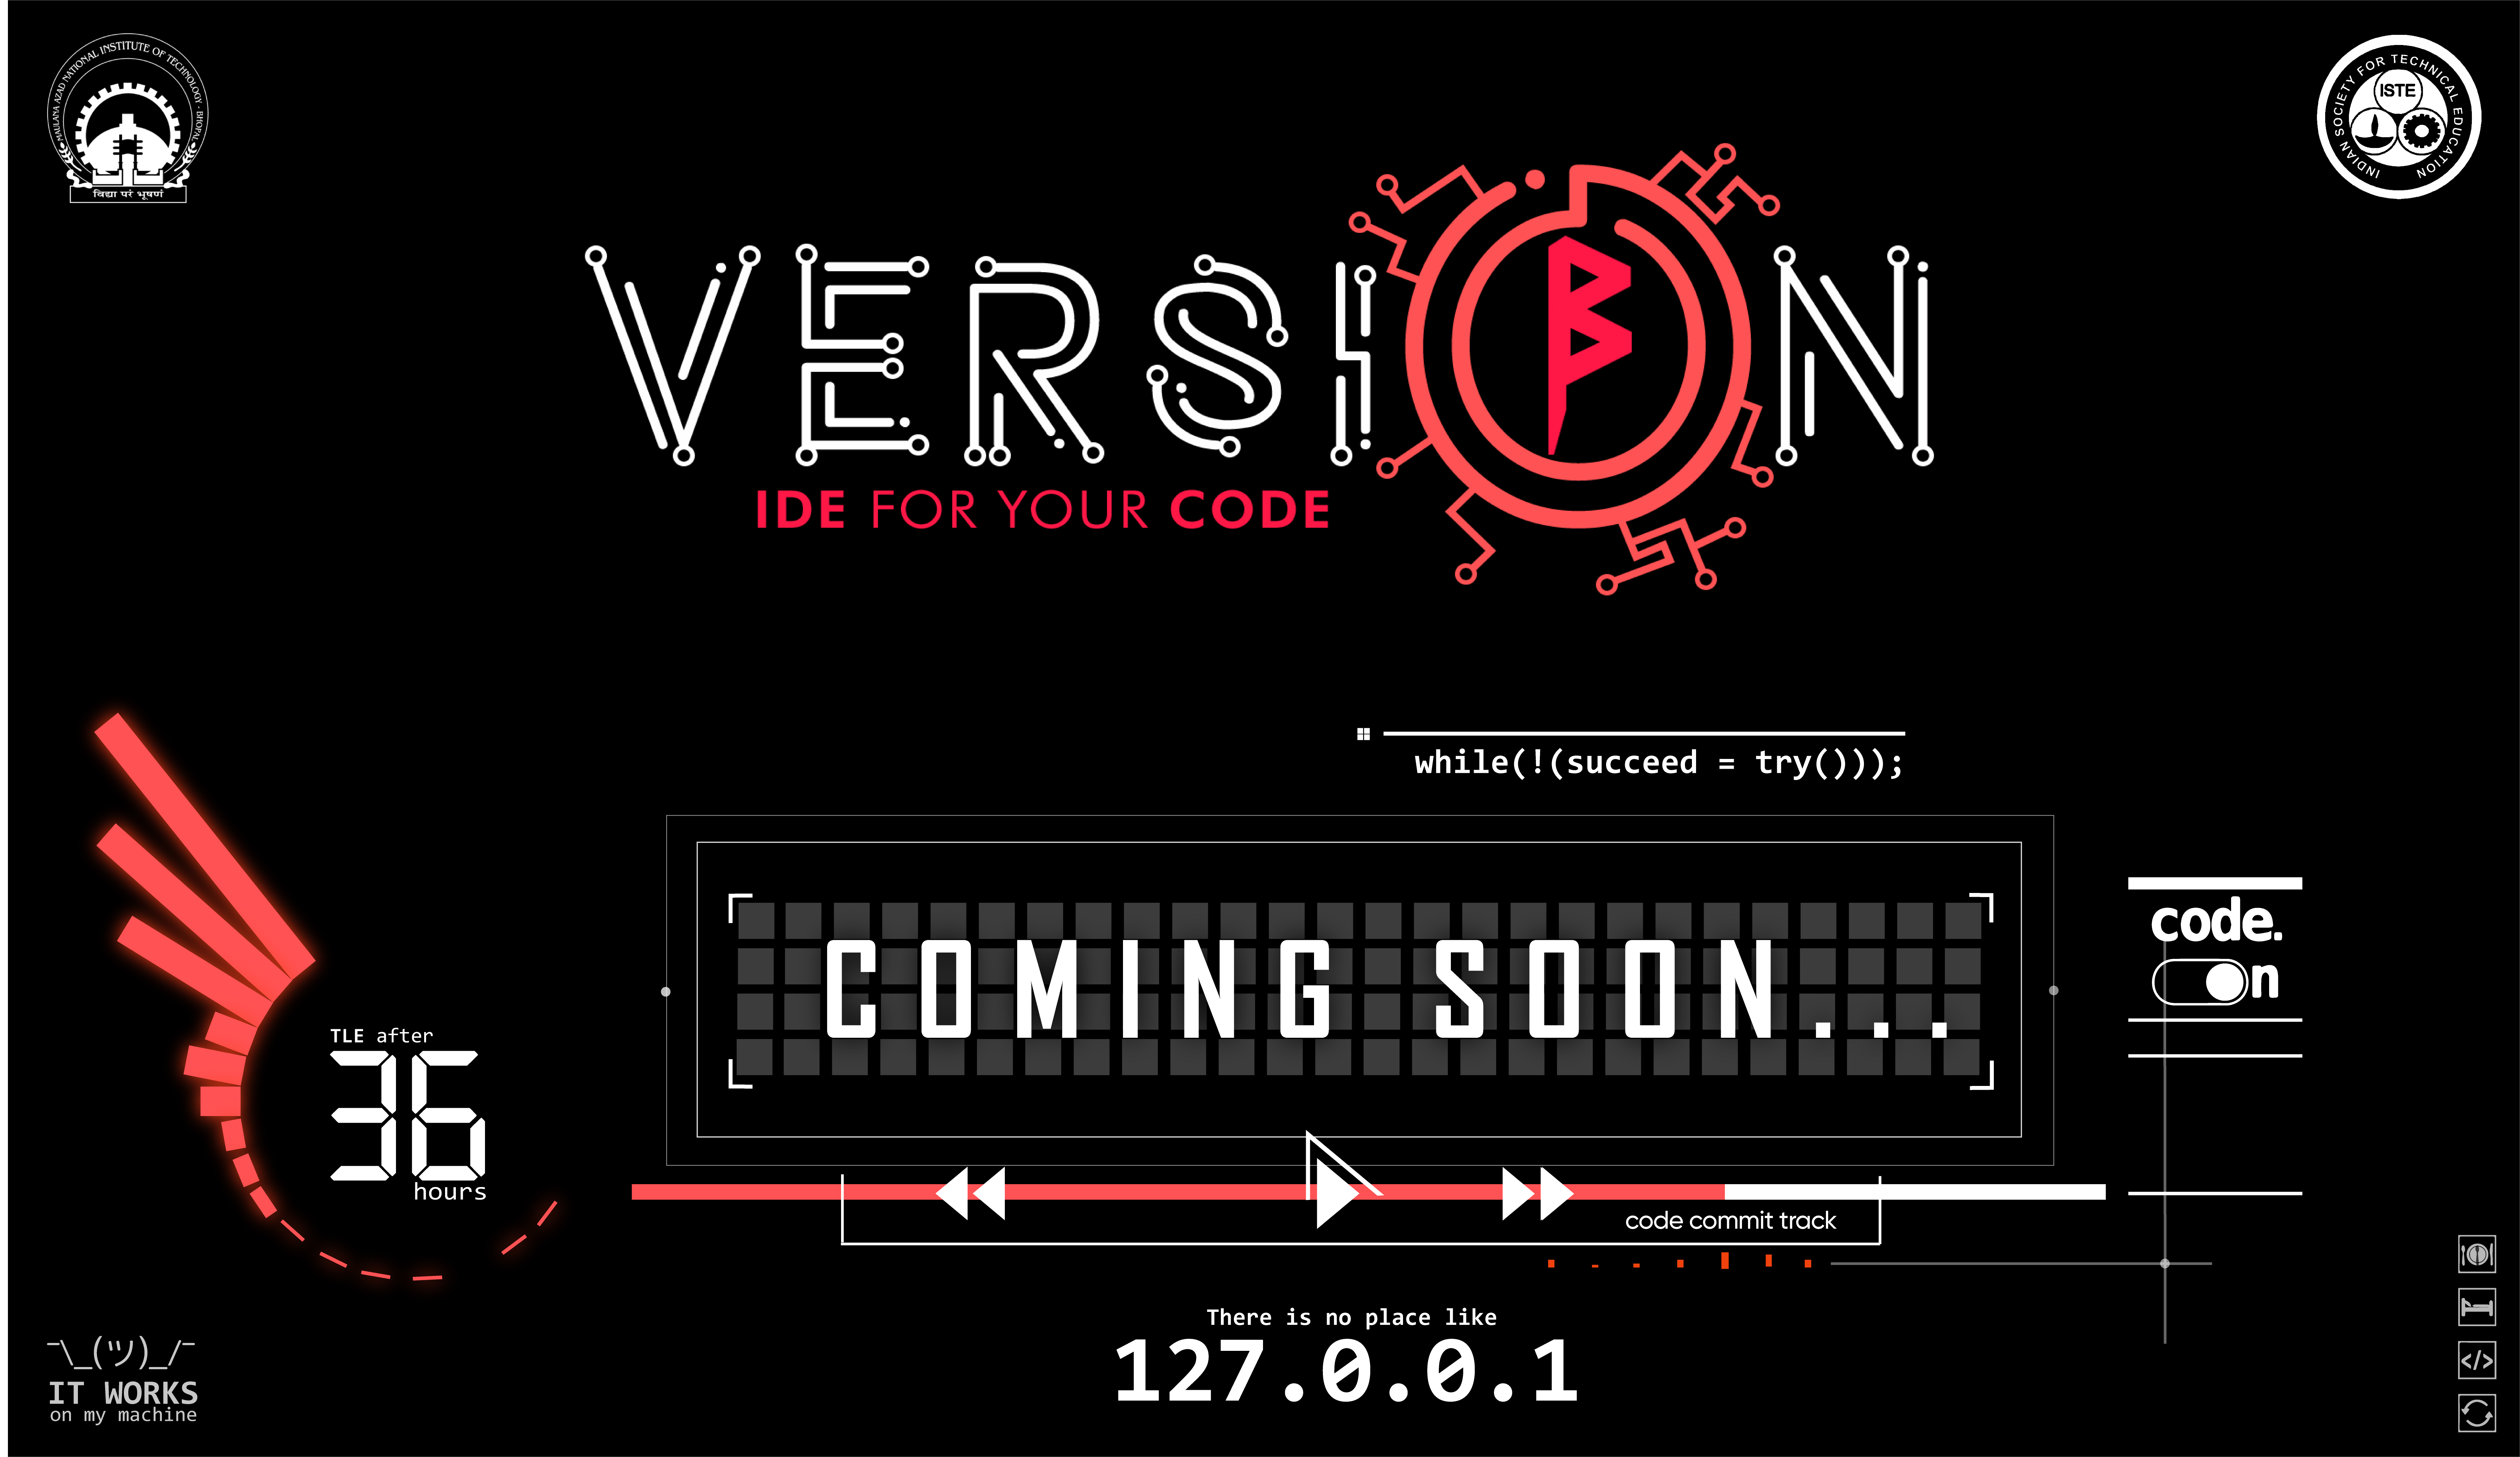 MAULANA AZAD NATIONAL INSTITUTE OF TECHNOLOGY - BHOPAL
विद्या परं भूषणं
INDIAN SOCIETY FOR TECHNICAL EDUCATION
ISTE
VERSION
β
IDE FOR YOUR CODE
while(!(succeed = try()));
COMING SOON...
code.
On
TLE after
36
hours
code commit track
There is no place like
127.0.0.1
¯\_(ツ)_/¯
IT WORKS
on my machine
</>